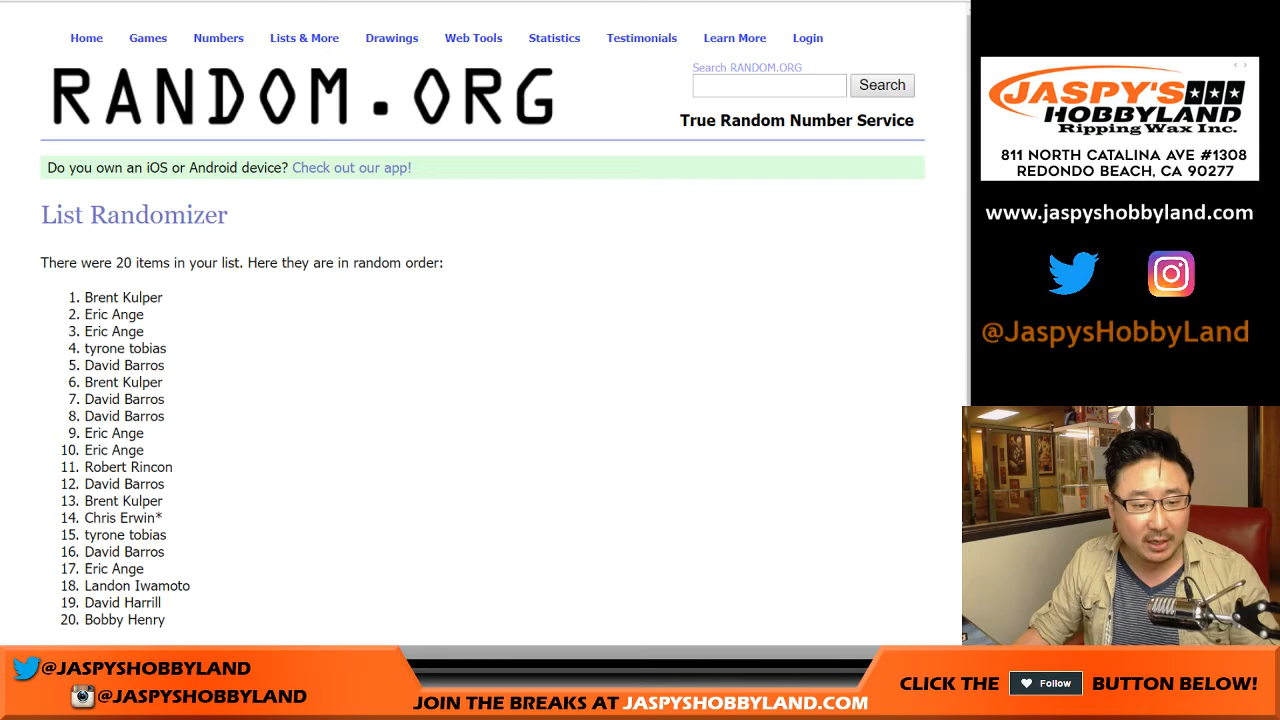 Home Games Numbers Lists & More Drawings Web Tools Statistics Testimonials Learn More Login
RANDOM.ORG
Search RANDOM.ORG
Search
True Random Number Service
Do you own an iOS or Android device? Check out our app!
List Randomizer
There were 20 items in your list. Here they are in random order:
1. Brent Kulper
2. Eric Ange
3. Eric Ange
4. tyrone tobias
5. David Barros
6. Brent Kulper
7. David Barros
8. David Barros
9. Eric Ange
10. Eric Ange
11. Robert Rincon
12. David Barros
13. Brent Kulper
14. Chris Erwin*
15. tyrone tobias
16. David Barros
17. Eric Ange
18. Landon Iwamoto
19. David Harrill
20. Bobby Henry
JASPY'S
HOBBYLAND
Ripping Wax Inc.
811 NORTH CATALINA AVE #1308
REDONDO BEACH, CA 90277
www.jaspyshobbyland.com
@JaspysHobbyLand
@JASPYSHOBBYLAND
@JASPYSHOBBYLAND
JOIN THE BREAKS AT JASPYSHOBBYLAND.COM
CLICK THE Follow BUTTON BELOW!